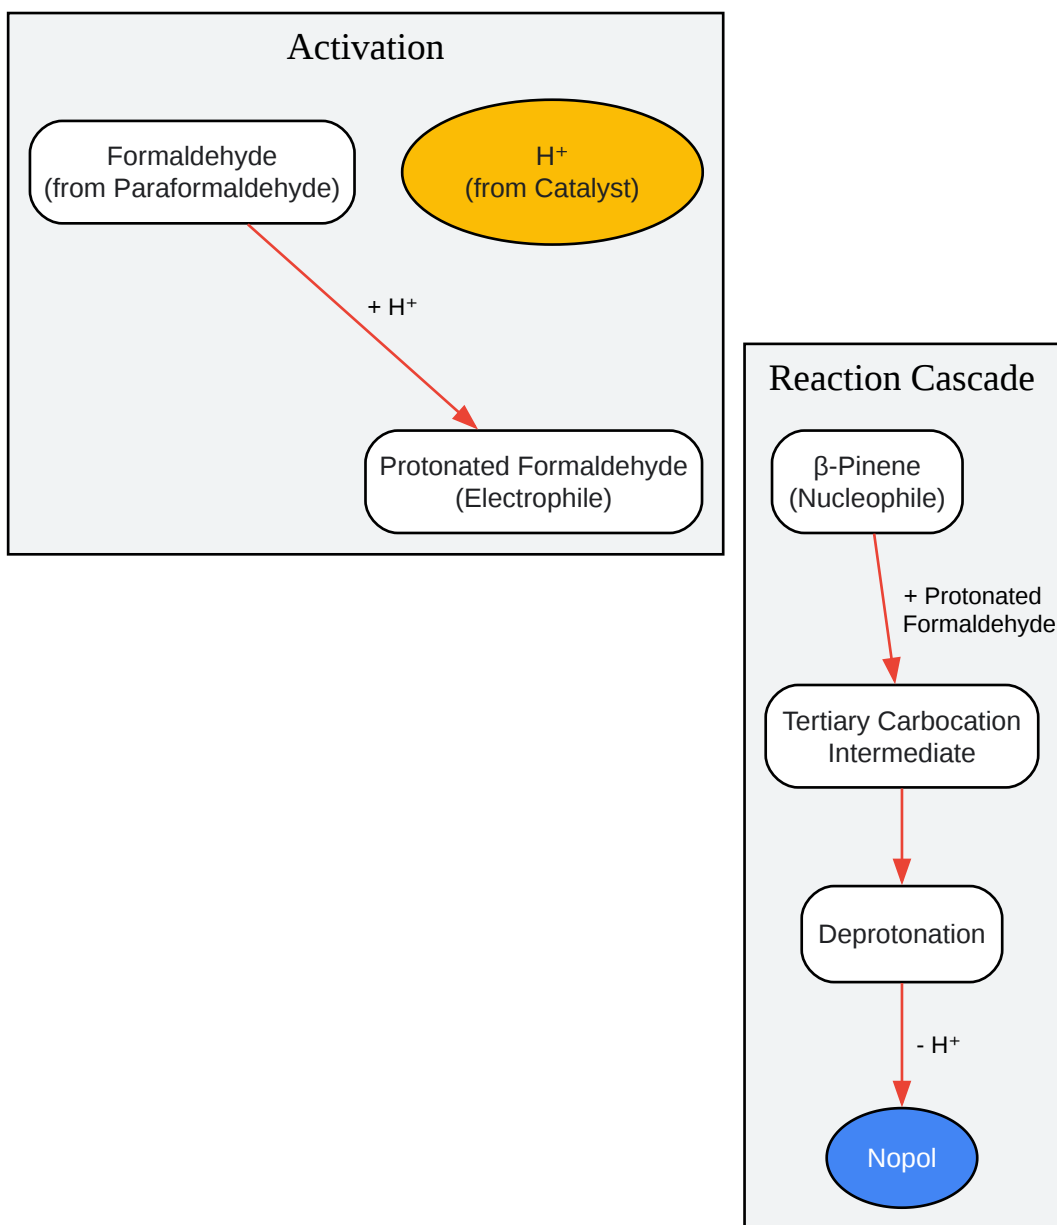 Activation
Formaldehyde
(from Paraformaldehyde)
H⁺
(from Catalyst)
+ H⁺
Protonated Formaldehyde
(Electrophile)
Reaction Cascade
β-Pinene
(Nucleophile)
+ Protonated
Formaldehyde
Tertiary Carbocation
Intermediate
Deprotonation
- H⁺
Nopol